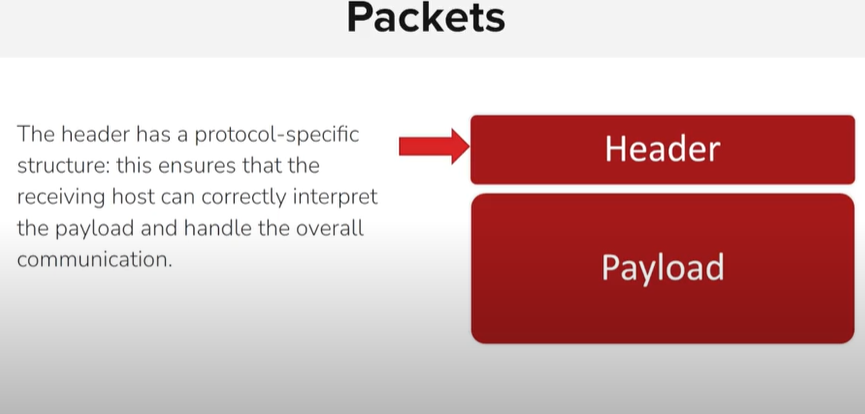 Packets
The header has a protocol-specific
structure: this ensures that the
receiving host can correctly interpret
the payload and handle the overall
communication.
Header
Payload